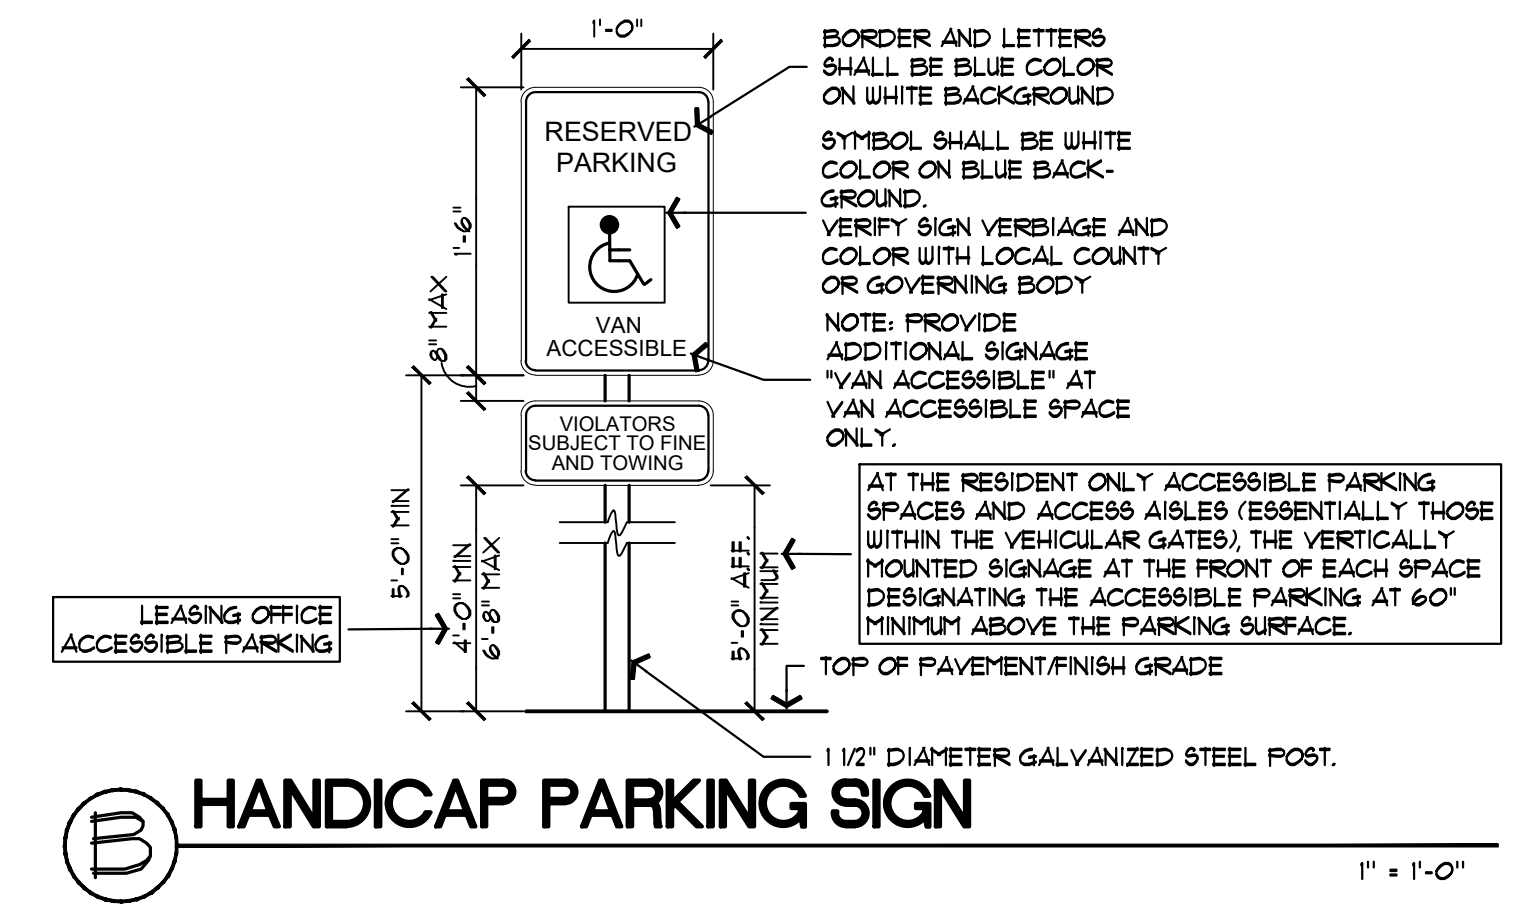 1'-0"
BORDER AND LETTERS
SHALL BE BLUE COLOR
ON WHITE BACKGROUND
RESERVED
PARKING
SYMBOL SHALL BE WHITE
COLOR ON BLUE BACK-
GROUND.
VERIFY SIGN VERBIAGE AND
COLOR WITH LOCAL COUNTY
OR GOVERNING BODY
1'-6"
8" MAX
VAN
ACCESSIBLE
NOTE: PROVIDE
ADDITIONAL SIGNAGE
"VAN ACCESSIBLE" AT
VAN ACCESSIBLE SPACE
ONLY.
VIOLATORS
SUBJECT TO FINE
AND TOWING
AT THE RESIDENT ONLY ACCESSIBLE PARKING
SPACES AND ACCESS AISLES (ESSENTIALLY THOSE
WITHIN THE VEHICULAR GATES), THE VERTICALLY
MOUNTED SIGNAGE AT THE FRONT OF EACH SPACE
DESIGNATING THE ACCESSIBLE PARKING AT 60"
MINIMUM ABOVE THE PARKING SURFACE.
5'-0" MIN
4'-0" MIN
6'-8" MAX
5'-0" A.F.F.
MINIMUM
LEASING OFFICE
ACCESSIBLE PARKING
TOP OF PAVEMENT/FINISH GRADE
1 1/2" DIAMETER GALVANIZED STEEL POST.
B
HANDICAP PARKING SIGN
1" = 1'-0"